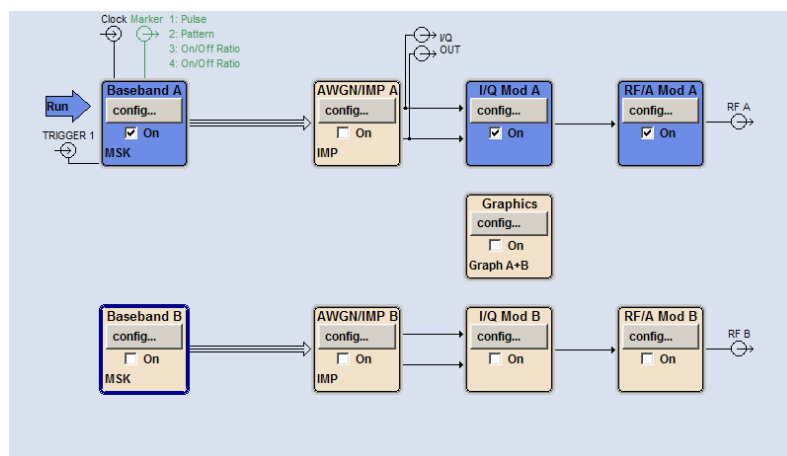 Clock Marker 1: Pulse
2: Pattern
3: On/Off Ratio
4: On/Off Ratio
I/Q
OUT
Run
TRIGGER 1
Baseband A
config...
On
MSK
AWGN/IMP A
config...
On
IMP
I/Q Mod A
config...
On
RF/A Mod A
config...
On
RF A
Graphics
config...
On
Graph A+B
Baseband B
config...
On
MSK
AWGN/IMP B
config...
On
IMP
I/Q Mod B
config...
On
RF/A Mod B
config...
On
RF B